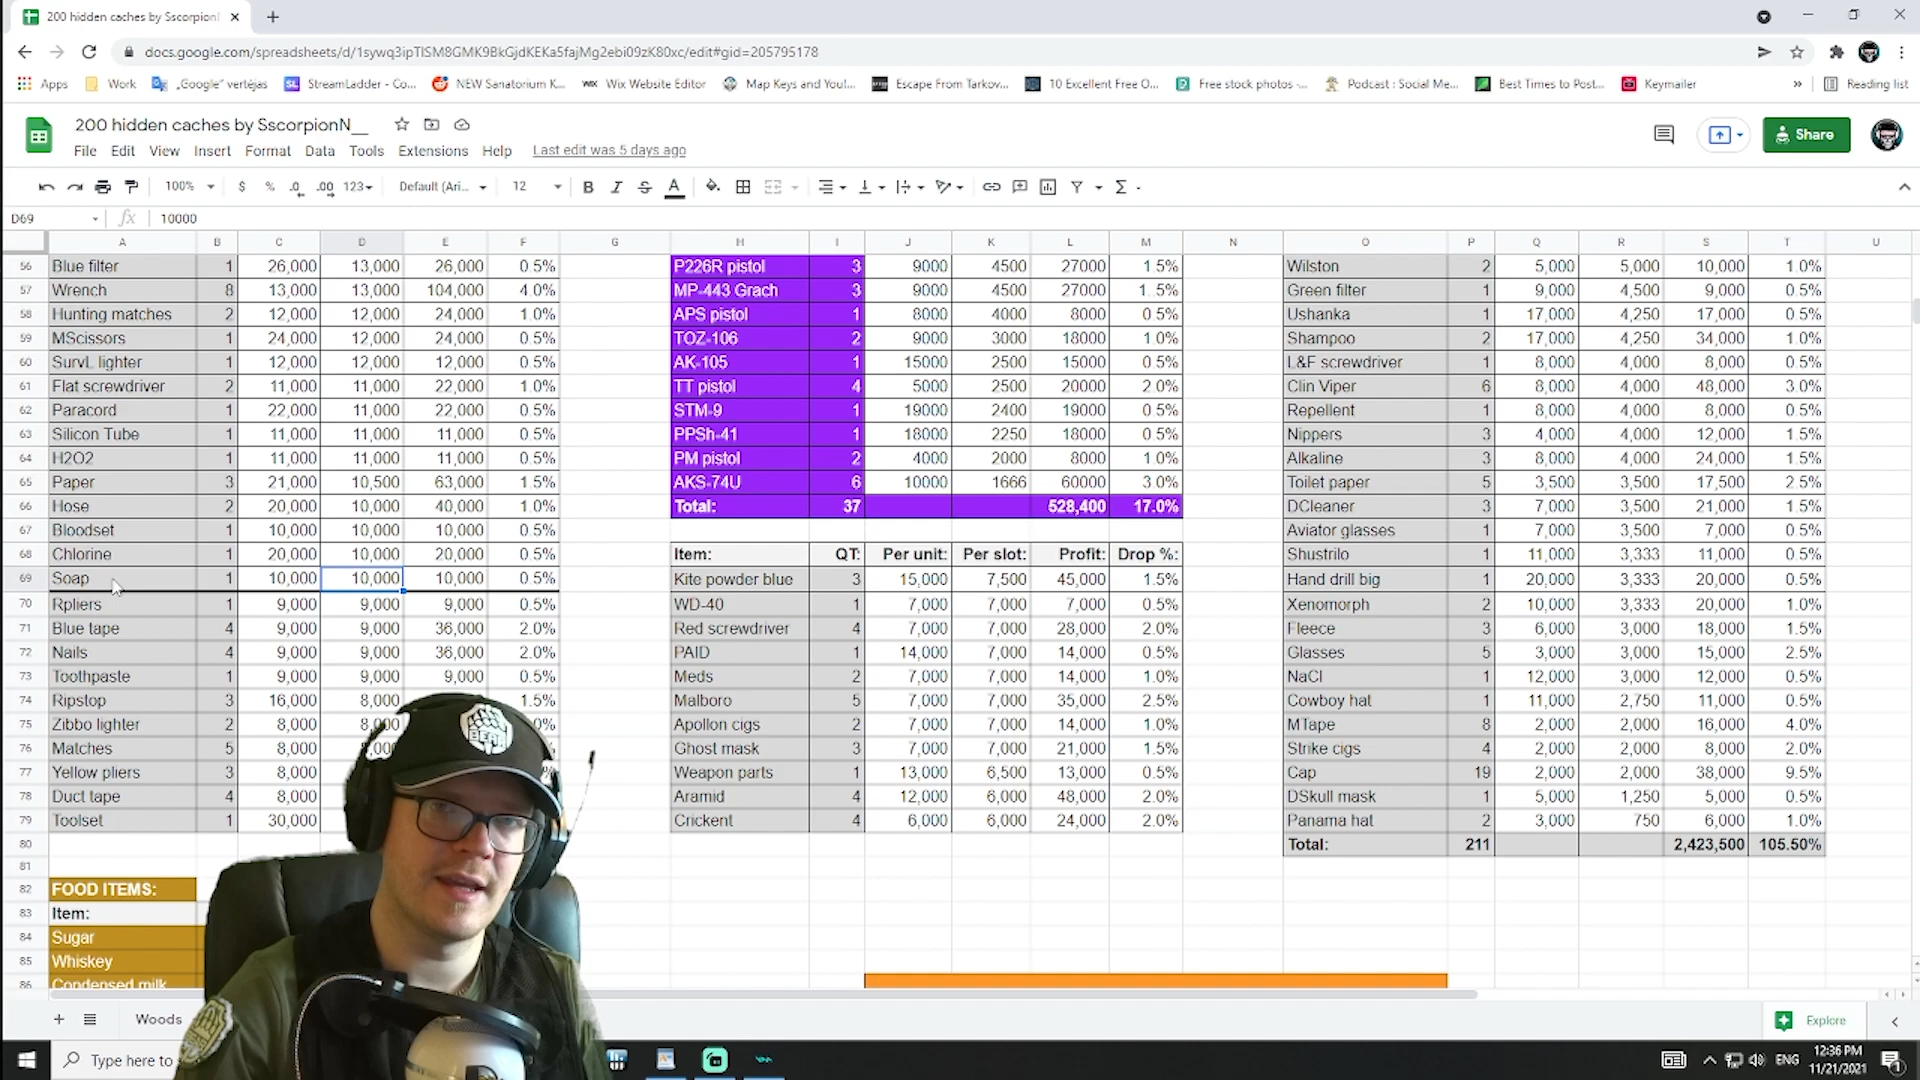 200 hidden caches by SscorpionN
docs.google.com/spreadsheets/d/1sywq3ipTlSM8GMK9BkGjdKEKa5fajMg2ebi09zK80xc/edit#gid=205795178
Apps Work „Google“ vertėjas StreamLadder - Co... NEW Sanatorium K... Wix Website Editor Map Keys and You!... Escape From Tarkov... 10 Excellent Free O... Free stock photos -... Podcast : Social Me... Best Times to Post... Keymailer » Reading list
200 hidden caches by SscorpionN__
Share
File Edit View Insert Format Data Tools Extensions Help Last edit was 5 days ago
100% $ % .0 .00 123 Default (Ari... 12 B I S A Σ
D69 fx 10000
A B C D E F G H I J K L M N O P Q R S T U
56 Blue filter 1 26,000 13,000 26,000 0.5% P226R pistol 3 9000 4500 27000 1.5% Wilston 2 5,000 5,000 10,000 1.0%
57 Wrench 8 13,000 13,000 104,000 4.0% MP-443 Grach 3 9000 4500 27000 1.5% Green filter 1 9,000 4,500 9,000 0.5%
58 Hunting matches 2 12,000 12,000 24,000 1.0% APS pistol 1 8000 4000 8000 0.5% Ushanka 1 17,000 4,250 17,000 0.5%
59 MScissors 1 24,000 12,000 24,000 0.5% TOZ-106 2 9000 3000 18000 1.0% Shampoo 2 17,000 4,250 34,000 1.0%
60 SurvL lighter 1 12,000 12,000 12,000 0.5% AK-105 1 15000 2500 15000 0.5% L&F screwdriver 1 8,000 4,000 8,000 0.5%
61 Flat screwdriver 2 11,000 11,000 22,000 1.0% TT pistol 4 5000 2500 20000 2.0% Clin Viper 6 8,000 4,000 48,000 3.0%
62 Paracord 1 22,000 11,000 22,000 0.5% STM-9 1 19000 2400 19000 0.5% Repellent 1 8,000 4,000 8,000 0.5%
63 Silicon Tube 1 11,000 11,000 11,000 0.5% PPSh-41 1 18000 2250 18000 0.5% Nippers 3 4,000 4,000 12,000 1.5%
64 H2O2 1 11,000 11,000 11,000 0.5% PM pistol 2 4000 2000 8000 1.0% Alkaline 3 8,000 4,000 24,000 1.5%
65 Paper 3 21,000 10,500 63,000 1.5% AKS-74U 6 10000 1666 60000 3.0% Toilet paper 5 3,500 3,500 17,500 2.5%
66 Hose 2 20,000 10,000 40,000 1.0% Total: 37 528,400 17.0% DCleaner 3 7,000 3,500 21,000 1.5%
67 Bloodset 1 10,000 10,000 10,000 0.5% Aviator glasses 1 7,000 3,500 7,000 0.5%
68 Chlorine 1 20,000 10,000 20,000 0.5% Item: QT: Per unit: Per slot: Profit: Drop %: Shustrilo 1 11,000 3,333 11,000 0.5%
69 Soap 1 10,000 10,000 10,000 0.5% Kite powder blue 3 15,000 7,500 45,000 1.5% Hand drill big 1 20,000 3,333 20,000 0.5%
70 Rpliers 1 9,000 9,000 9,000 0.5% WD-40 1 7,000 7,000 7,000 0.5% Xenomorph 2 10,000 3,333 20,000 1.0%
71 Blue tape 4 9,000 9,000 36,000 2.0% Red screwdriver 4 7,000 7,000 28,000 2.0% Fleece 3 6,000 3,000 18,000 1.5%
72 Nails 4 9,000 9,000 36,000 2.0% PAID 1 14,000 7,000 14,000 0.5% Glasses 5 3,000 3,000 15,000 2.5%
73 Toothpaste 1 9,000 9,000 9,000 0.5% Meds 2 7,000 7,000 14,000 1.0% NaCl 1 12,000 3,000 12,000 0.5%
74 Ripstop 3 16,000 8,000 1.5% Malboro 5 7,000 7,000 35,000 2.5% Cowboy hat 1 11,000 2,750 11,000 0.5%
75 Zibbo lighter 2 8,000 8,000 Apollon cigs 2 7,000 7,000 14,000 1.0% MTape 8 2,000 2,000 16,000 4.0%
76 Matches 5 8,000 Ghost mask 3 7,000 7,000 21,000 1.5% Strike cigs 4 2,000 2,000 8,000 2.0%
77 Yellow pliers 3 8,000 Weapon parts 1 13,000 6,500 13,000 0.5% Cap 19 2,000 2,000 38,000 9.5%
78 Duct tape 4 8,000 Aramid 4 12,000 6,000 48,000 2.0% DSkull mask 1 5,000 1,250 5,000 0.5%
79 Toolset 1 30,000 Crickent 4 6,000 6,000 24,000 2.0% Panama hat 2 3,000 750 6,000 1.0%
80 Total: 211 2,423,500 105.50%
81
82 FOOD ITEMS:
83 Item:
84 Sugar
85 Whiskey
86 Condensed milk
BEAR
Woods Explore
Type here to
ENG 12:36 PM
11/21/2021